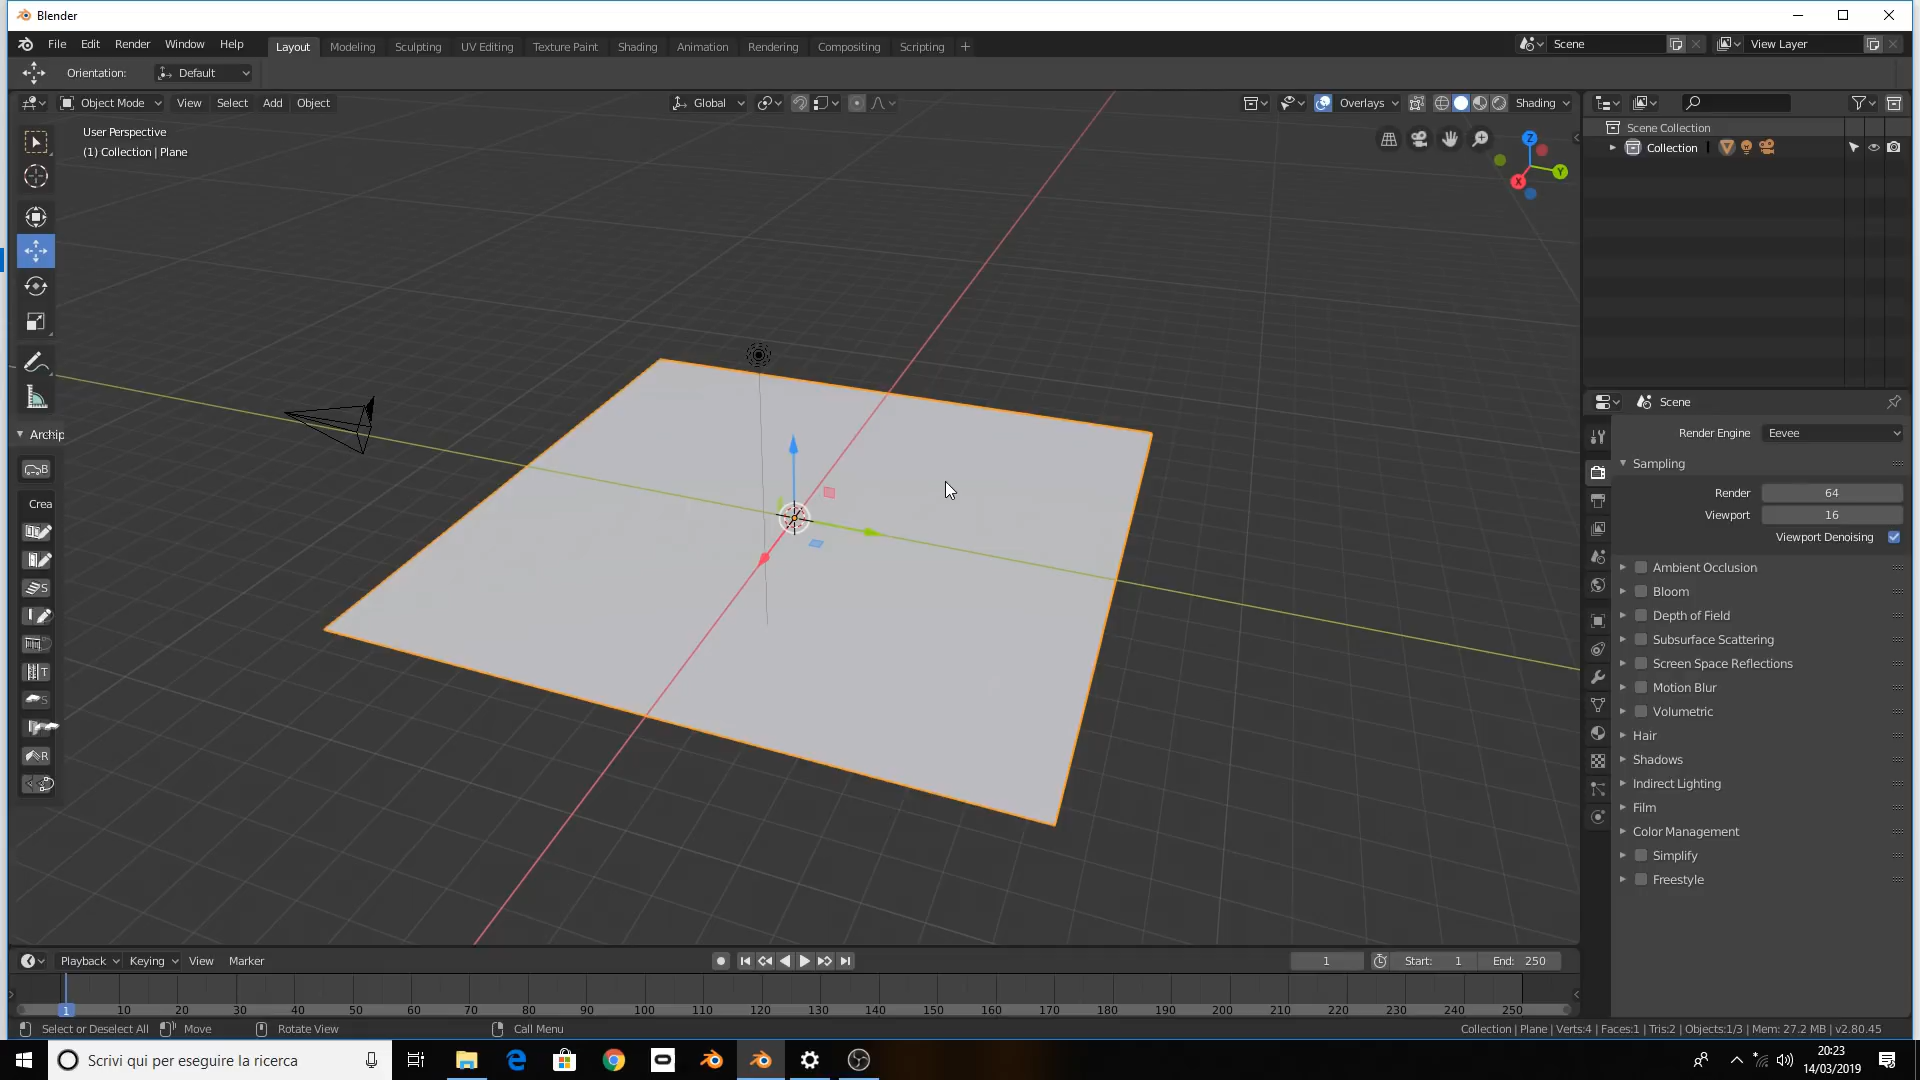 Blender
File Edit Render Window Help Layout Modeling Sculpting UV Editing Texture Paint Shading Animation Rendering Compositing Scripting + Scene View Layer
Orientation: Default
Object Mode View Select Add Object Global Overlays Shading
User Perspective
(1) Collection | Plane
Z
Y
X
Scene Collection
Collection
Archip
B
Crea
S
T
S
R
Scene
Render Engine Eevee
Sampling
Render 64
Viewport 16
Viewport Denoising
Ambient Occlusion
Bloom
Depth of Field
Subsurface Scattering
Screen Space Reflections
Motion Blur
Volumetric
Hair
Shadows
Indirect Lighting
Film
Color Management
Simplify
Freestyle
Playback Keying View Marker 1 Start: 1 End: 250
1 10 20 30 40 50 60 70 80 90 100 110 120 130 140 150 160 170 180 190 200 210 220 230 240 250
Select or Deselect All Move Rotate View Call Menu Collection | Plane | Verts:4 | Faces:1 | Tris:2 | Objects:1/3 | Mem: 27.2 MB | v2.80.45
Scrivi qui per eseguire la ricerca
20:23
14/03/2019